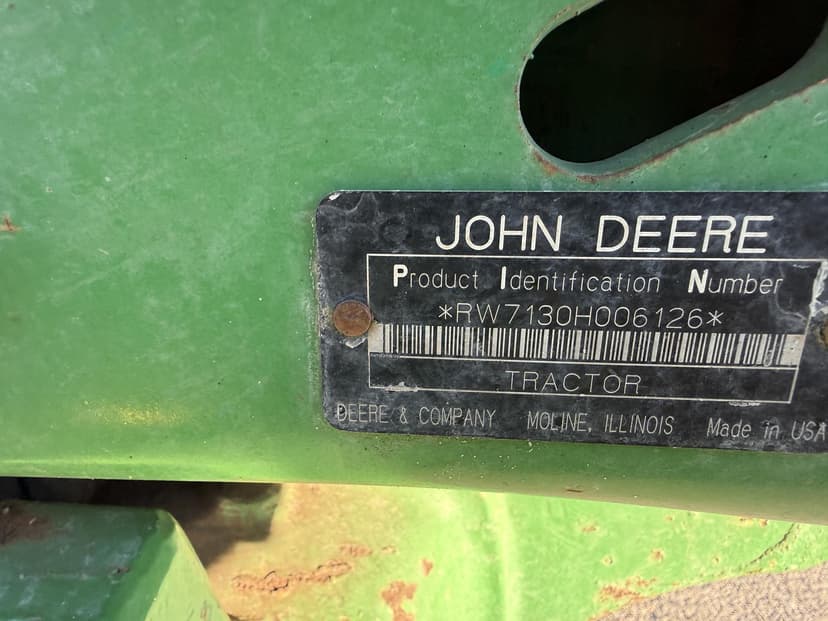 JOHN DEERE
Product Identification Number
*RW7130H006126*
TRACTOR
DEERE & COMPANY MOLINE, ILLINOIS Made in USA